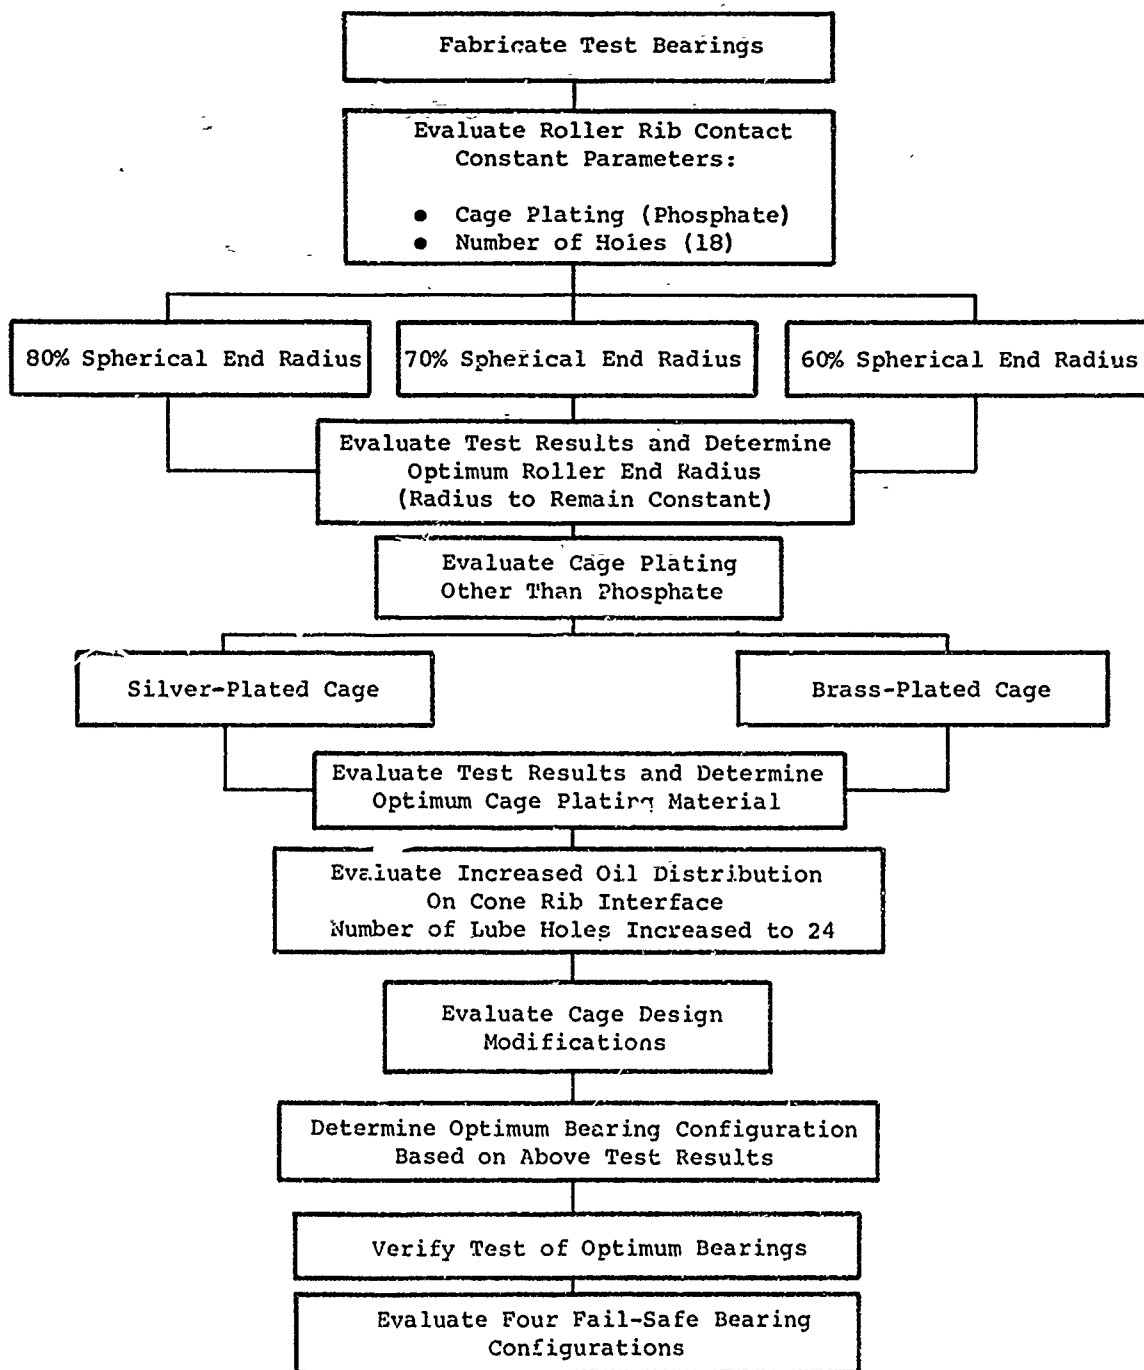 Fabricate Test Bearings
Evaluate Roller Rib Contact
Constant Parameters:
● Cage Plating (Phosphate)
● Number of Holes (18)
80% Spherical End Radius
70% Spherical End Radius
60% Spherical End Radius
Evaluate Test Results and Determine
Optimum Roller End Radius
(Radius to Remain Constant)
Evaluate Cage Plating
Other Than Phosphate
Silver-Plated Cage
Brass-Plated Cage
Evaluate Test Results and Determine
Optimum Cage Plating Material
Evaluate Increased Oil Distribution
On Cone Rib Interface
Number of Lube Holes Increased to 24
Evaluate Cage Design
Modifications
Determine Optimum Bearing Configuration
Based on Above Test Results
Verify Test of Optimum Bearings
Evaluate Four Fail-Safe Bearing
Configurations